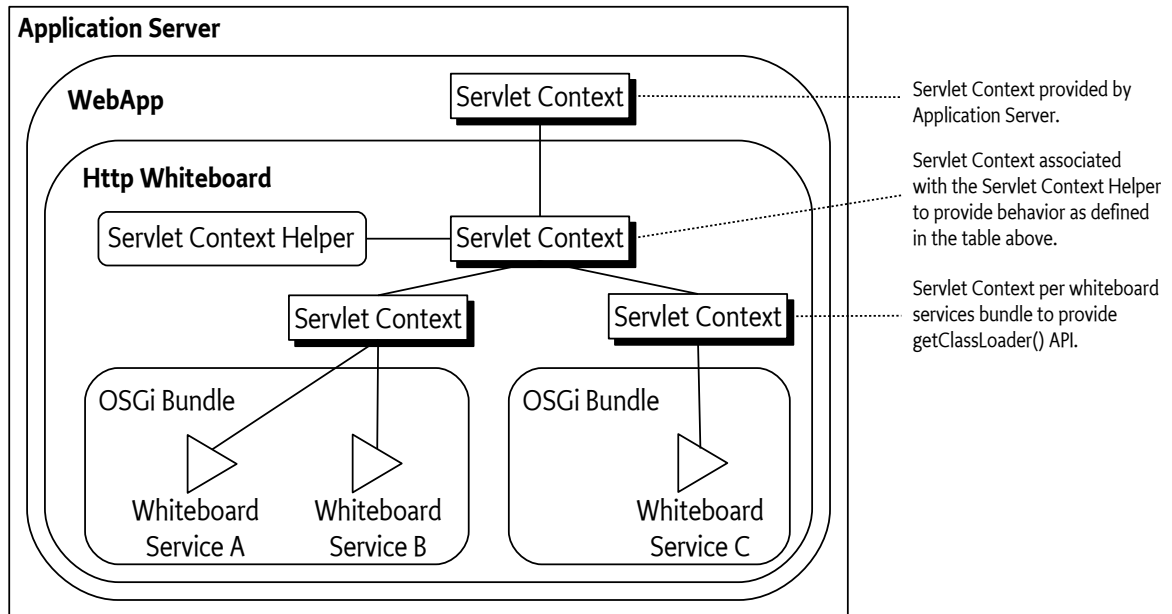 Application Server
WebApp
Servlet Context
Servlet Context provided by
Application Server.
Http Whiteboard
Servlet Context Helper
Servlet Context
Servlet Context associated
with the Servlet Context Helper
to provide behavior as defined
in the table above.
Servlet Context
Servlet Context
Servlet Context per whiteboard
services bundle to provide
getClassLoader() API.
OSGi Bundle
Whiteboard
Service A
Whiteboard
Service B
OSGi Bundle
Whiteboard
Service C